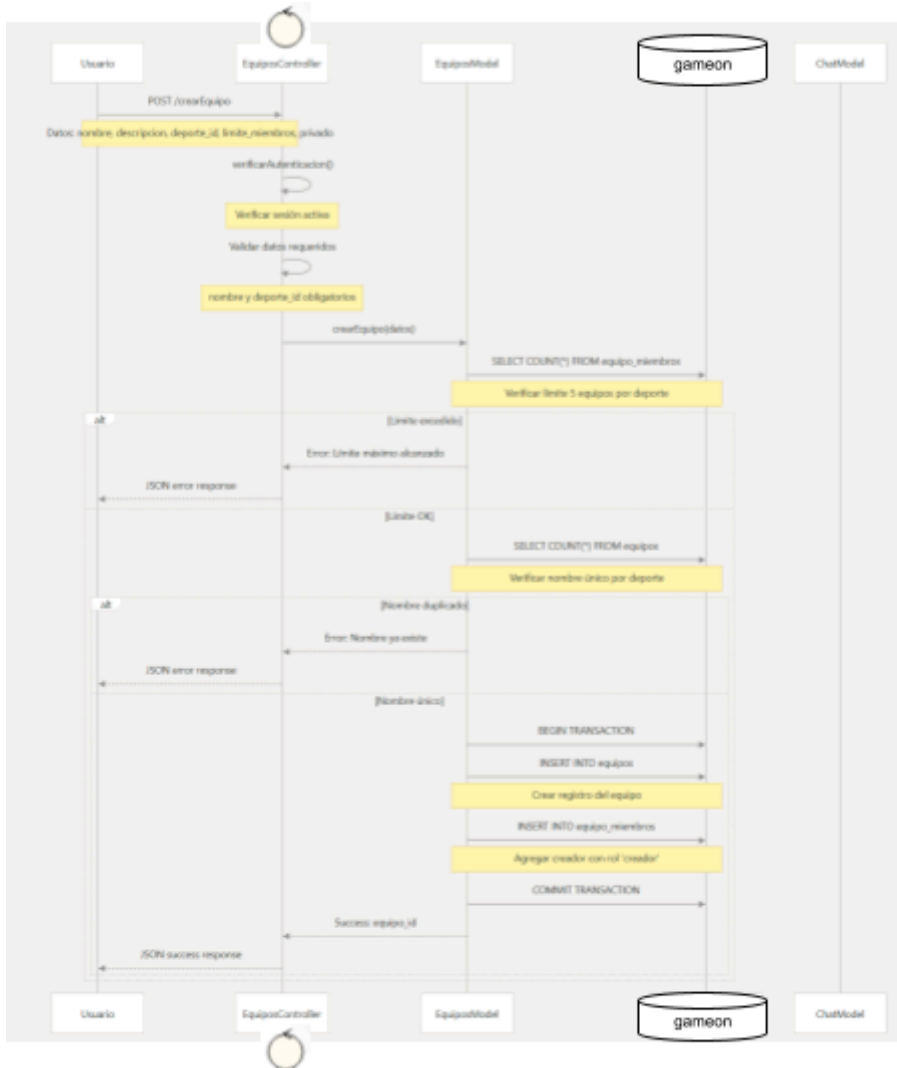 Usuario EquiposController EquiposModel gameon ChatModel
POST /crearEquipo
Datos: nombre, descripcion, deporte_id, limite_miembros, privado
verificarAutenticacion()
Verificar sesión activa
Validar datos requeridos
nombre y deporte_id obligatorios
crearEquipo(datos)
SELECT COUNT(*) FROM equipo_miembros
Verificar límite 5 equipos por deporte
alt [Límite excedido]
Error: Límite máximo alcanzado
JSON error response
[Límite OK]
SELECT COUNT(*) FROM equipos
Verificar nombre único por deporte
alt [Nombre duplicado]
Error: Nombre ya existe
JSON error response
[Nombre único]
BEGIN TRANSACTION
INSERT INTO equipos
Crear registro del equipo
INSERT INTO equipo_miembros
Agregar creador con rol 'creador'
COMMIT TRANSACTION
Success: equipo_id
JSON success response
Usuario EquiposController EquiposModel gameon ChatModel